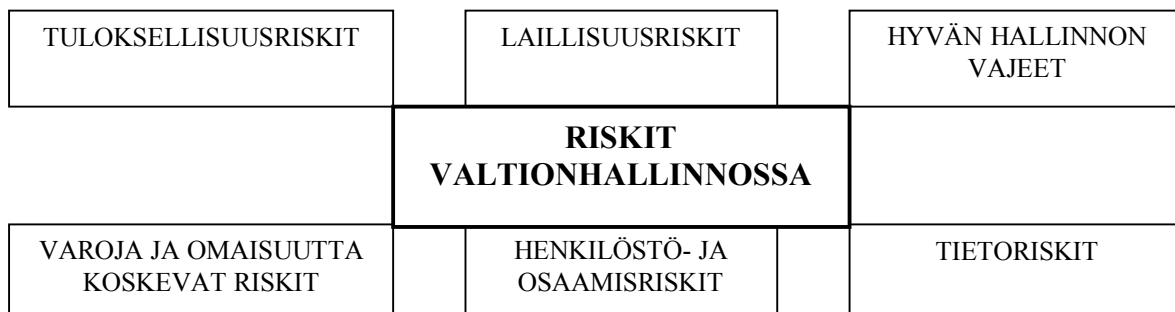 TULOKSELLISUUSRISKIT
LAILLISUUSRISKIT
HYVÄN HALLINNON
VAJEET
RISKIT
VALTIONHALLINNOSSA
VAROJA JA OMAISUUTTA
KOSKEVAT RISKIT
HENKILÖSTÖ- JA
OSAAMISRISKIT
TIETORISKIT